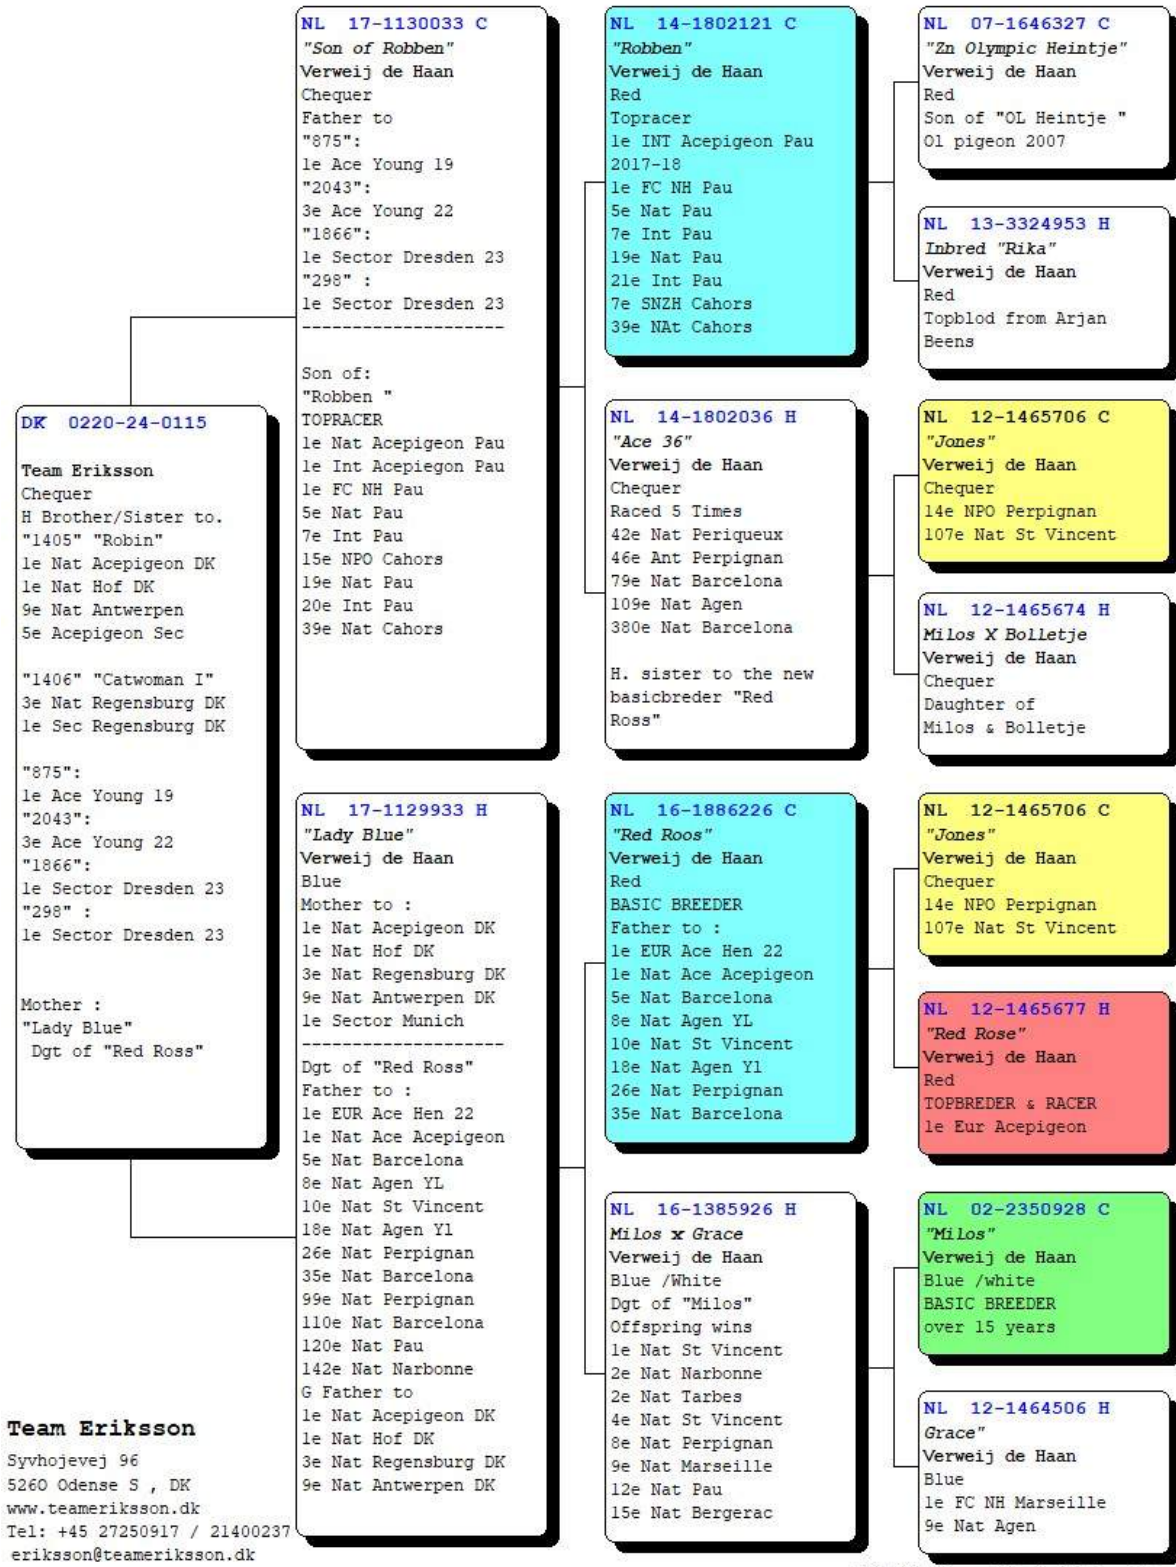 DK 0220-24-0115
Team Eriksson
Chequer
H Brother/Sister to.
"1405" "Robin"
1e Nat Acepigeon DK
1e Nat Hof DK
9e Nat Antwerpen
5e Acepigeon Sec
"1406" "Catwoman I"
3e Nat Regensburg DK
1e Sec Regensburg DK
"875":
1e Ace Young 19
"2043":
3e Ace Young 22
"1866":
1e Sector Dresden 23
"298" :
1e Sector Dresden 23
Mother :
"Lady Blue"
Dgt of "Red Ross"
NL 17-1130033 C
"Son of Robben"
Verweij de Haan
Chequer
Father to
"875":
1e Ace Young 19
"2043":
3e Ace Young 22
"1866":
1e Sector Dresden 23
"298" :
1e Sector Dresden 23
--------------------
Son of:
"Robben "
TOPRACER
1e Nat Acepigeon Pau
1e Int Acepiegon Pau
1e FC NH Pau
5e Nat Pau
7e Int Pau
15e NPO Cahors
19e Nat Pau
20e Int Pau
39e Nat Cahors
NL 17-1129933 H
"Lady Blue"
Verweij de Haan
Blue
Mother to :
1e Nat Acepigeon DK
1e Nat Hof DK
3e Nat Regensburg DK
9e Nat Antwerpen DK
1e Sector Munich
--------------------
Dgt of "Red Ross"
Father to :
1e EUR Ace Hen 22
1e Nat Ace Acepigeon
5e Nat Barcelona
8e Nat Agen YL
10e Nat St Vincent
18e Nat Agen Yl
26e Nat Perpignan
35e Nat Barcelona
99e Nat Perpignan
110e Nat Barcelona
120e Nat Pau
142e Nat Narbonne
G Father to
1e Nat Acepigeon DK
1e Nat Hof DK
3e Nat Regensburg DK
9e Nat Antwerpen DK
NL 14-1802121 C
"Robben"
Verweij de Haan
Red
Topracer
1e INT Acepigeon Pau
2017-18
1e FC NH Pau
5e Nat Pau
7e Int Pau
19e Nat Pau
21e Int Pau
7e SNZH Cahors
39e NAt Cahors
NL 14-1802036 H
"Ace 36"
Verweij de Haan
Chequer
Raced 5 Times
42e Nat Periqueux
46e Ant Perpignan
79e Nat Barcelona
109e Nat Agen
380e Nat Barcelona
H. sister to the new
basicbreder "Red
Ross"
NL 16-1886226 C
"Red Roos"
Verweij de Haan
Red
BASIC BREEDER
Father to :
1e EUR Ace Hen 22
1e Nat Ace Acepigeon
5e Nat Barcelona
8e Nat Agen YL
10e Nat St Vincent
18e Nat Agen Yl
26e Nat Perpignan
35e Nat Barcelona
NL 16-1385926 H
Milos x Grace
Verweij de Haan
Blue /White
Dgt of "Milos"
Offspring wins
1e Nat St Vincent
2e Nat Narbonne
2e Nat Tarbes
4e Nat St Vincent
8e Nat Perpignan
9e Nat Marseille
12e Nat Pau
15e Nat Bergerac
NL 07-1646327 C
"Zn Olympic Heintje"
Verweij de Haan
Red
Son of "OL Heintje "
Ol pigeon 2007
NL 13-3324953 H
Inbred "Rika"
Verweij de Haan
Red
Topblod from Arjan
Beens
NL 12-1465706 C
"Jones"
Verweij de Haan
Chequer
14e NPO Perpignan
107e Nat St Vincent
NL 12-1465674 H
Milos X Bolletje
Verweij de Haan
Chequer
Daughter of
Milos & Bolletje
NL 12-1465706 C
"Jones"
Verweij de Haan
Chequer
14e NPO Perpignan
107e Nat St Vincent
NL 12-1465677 H
"Red Rose"
Verweij de Haan
Red
TOPBREDER & RACER
1e Eur Acepigeon
NL 02-2350928 C
"Milos"
Verweij de Haan
Blue /white
BASIC BREEDER
over 15 years
NL 12-1464506 H
Grace"
Verweij de Haan
Blue
1e FC NH Marseille
9e Nat Agen
Team Eriksson
Syvhojevej 96
5260 Odense S , DK
www.teameriksson.dk
Tel: +45 27250917 / 21400237
eriksson@teameriksson.dk